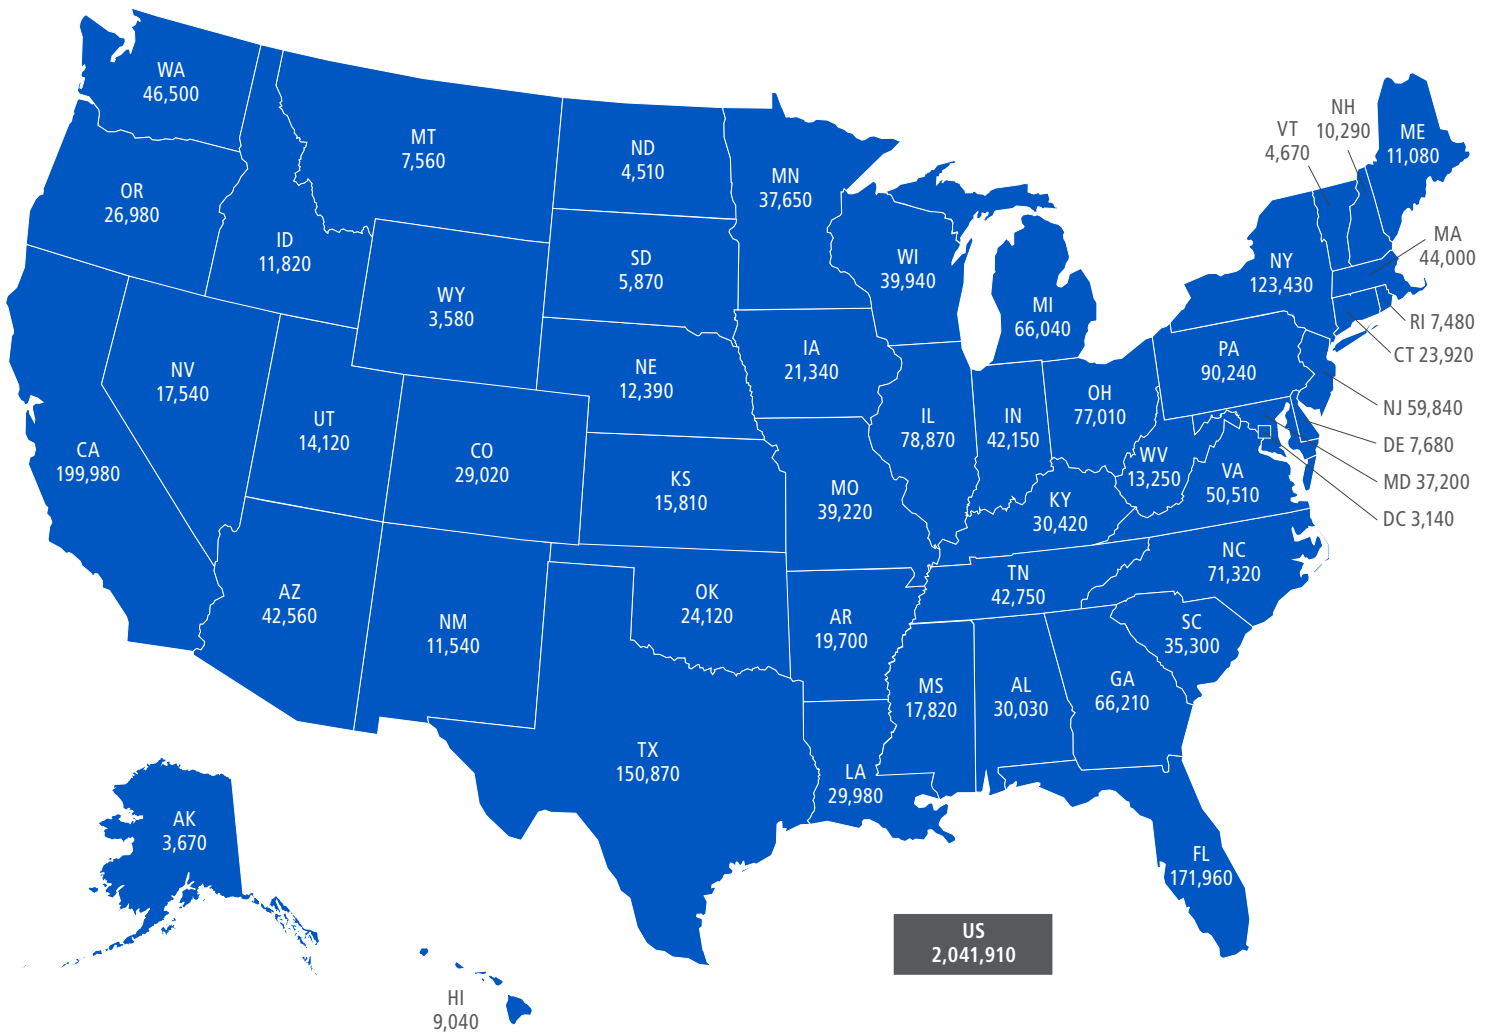 WA
46,500
MT
7,560
ND
4,510
MN
37,650
VT
4,670
NH
10,290
ME
11,080
OR
26,980
ID
11,820
SD
5,870
WI
39,940
MI
66,040
NY
123,430
MA
44,000
WY
3,580
RI 7,480
CT 23,920
NV
17,540
UT
14,120
NE
12,390
IA
21,340
PA
90,240
NJ 59,840
CA
199,980
CO
29,020
KS
15,810
MO
39,220
IL
78,870
IN
42,150
OH
77,010
WV
13,250
VA
50,510
DE 7,680
MD 37,200
DC 3,140
KY
30,420
AZ
42,560
NM
11,540
OK
24,120
AR
19,700
TN
42,750
NC
71,320
SC
35,300
MS
17,820
AL
30,030
GA
66,210
TX
150,870
LA
29,980
AK
3,670
FL
171,960
US
2,041,910
HI
9,040